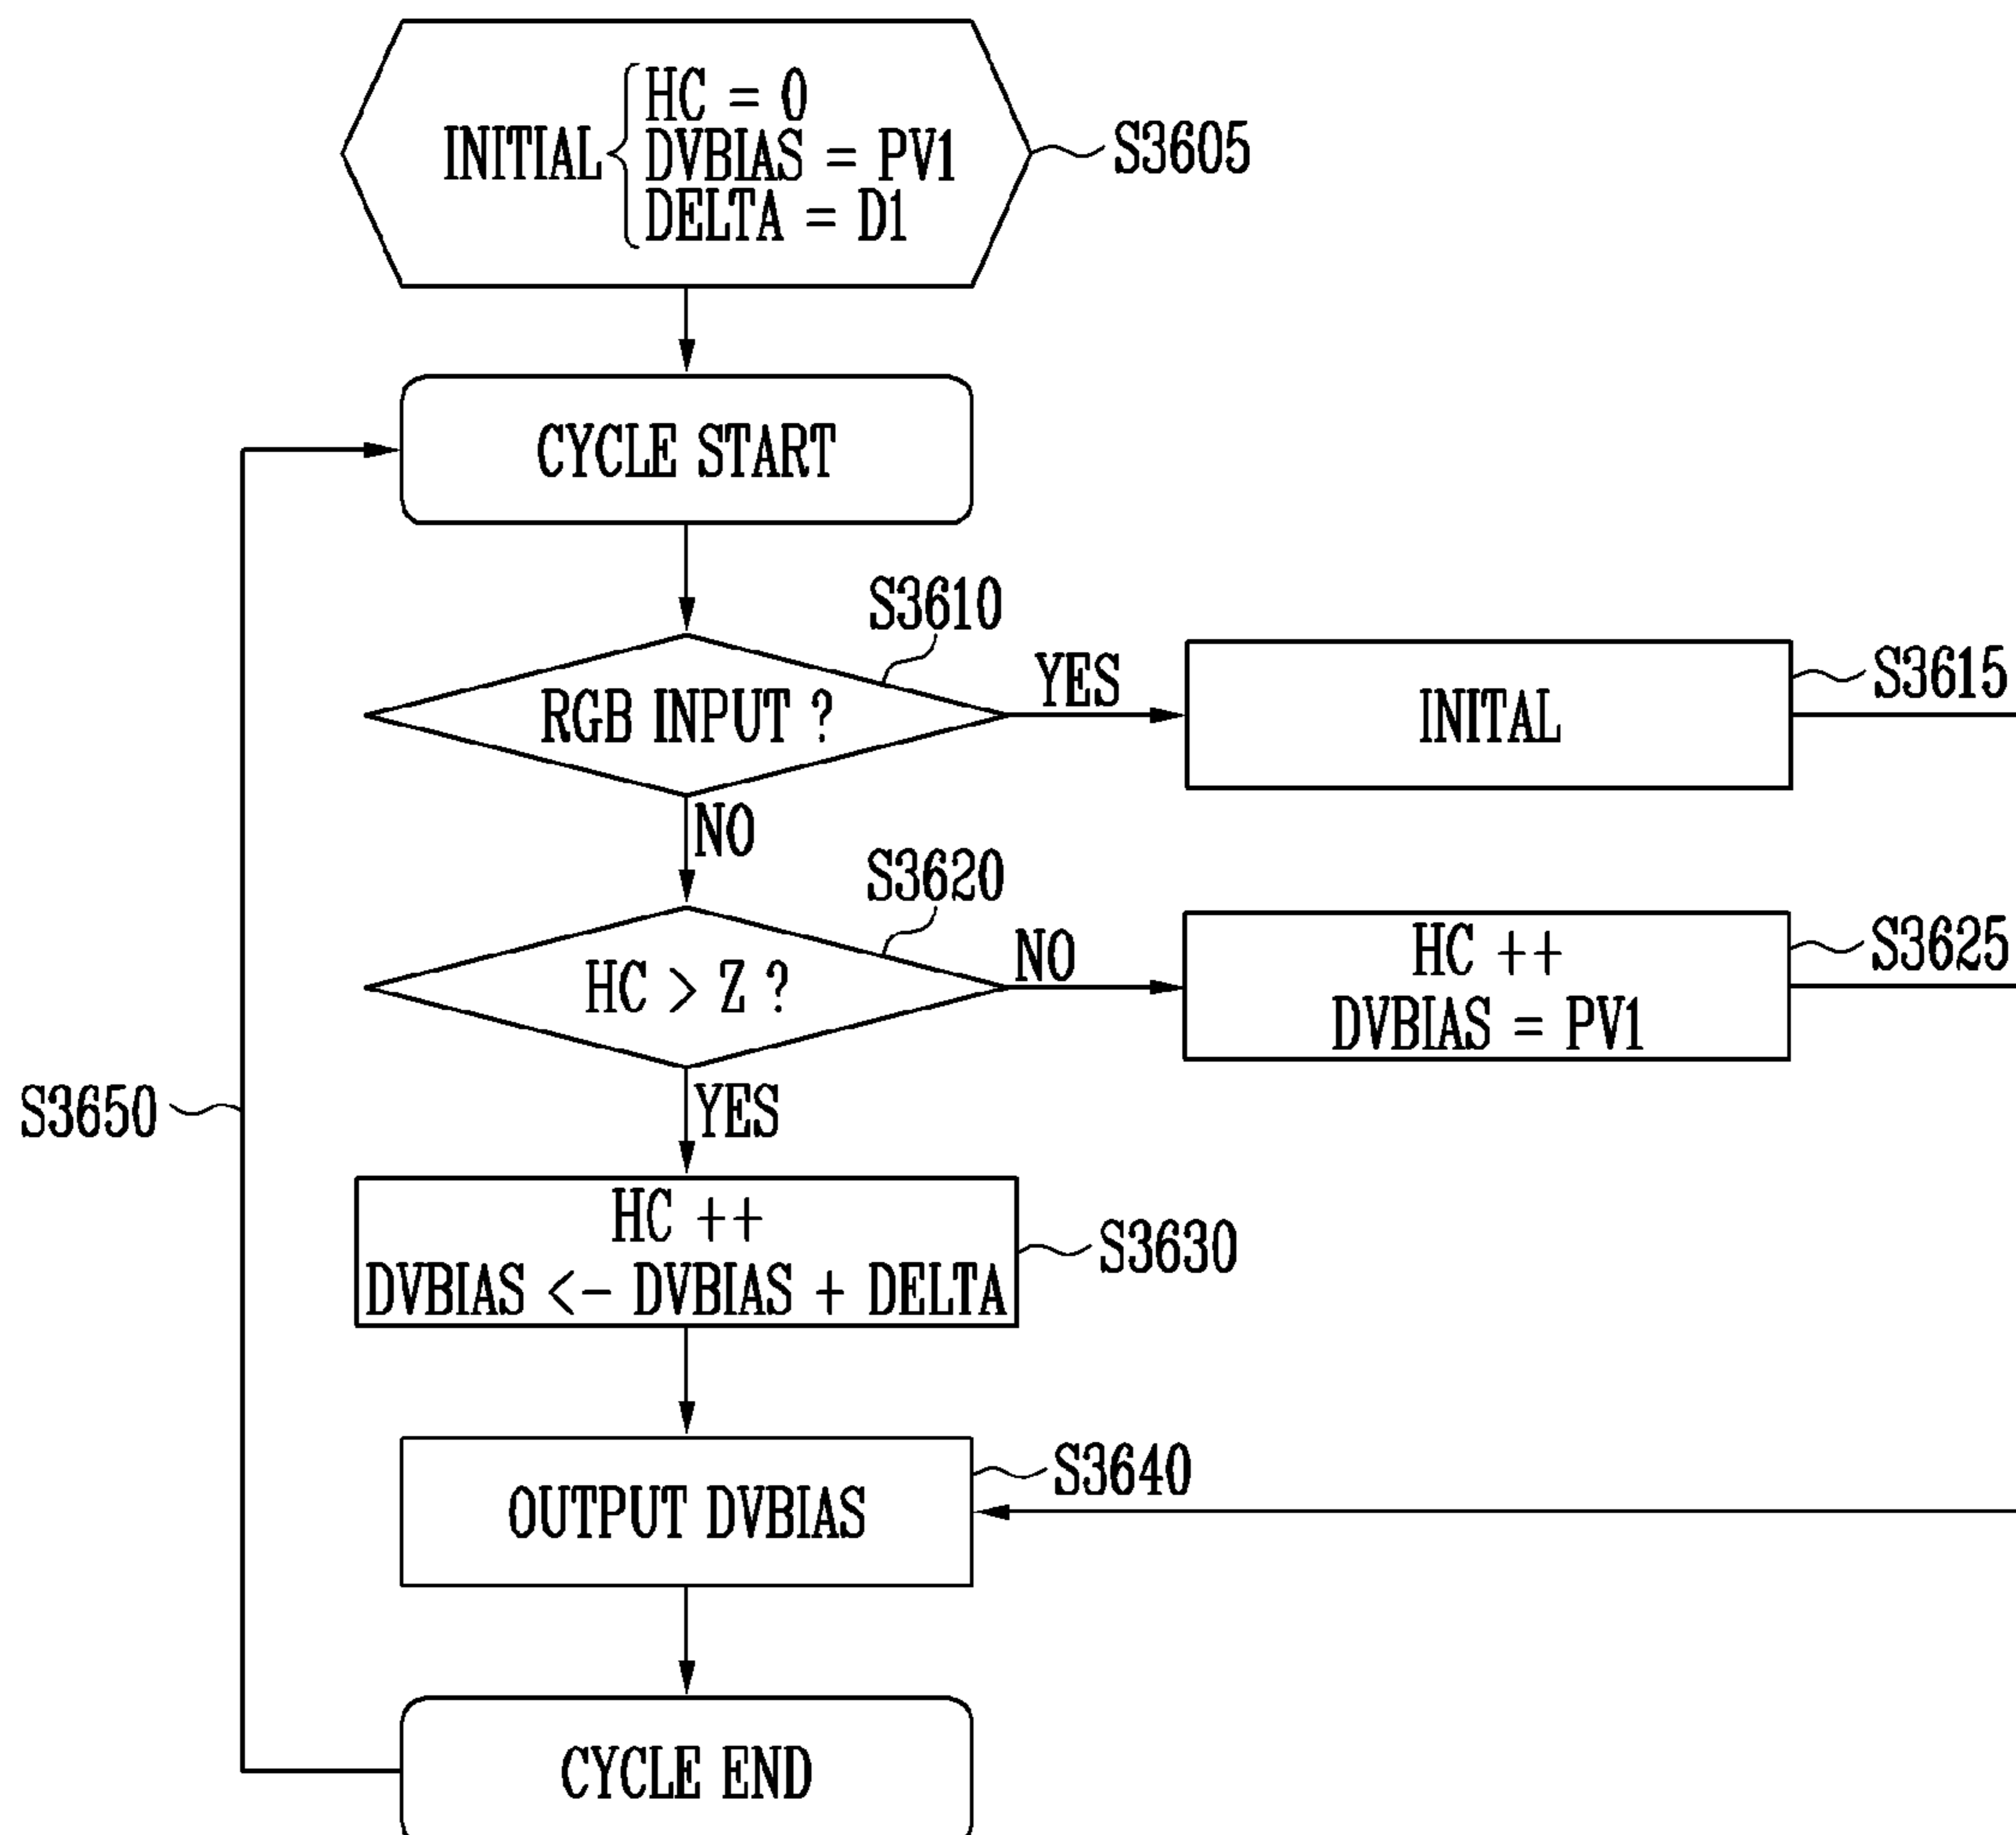 INITIAL
HC = 0
DVBIAS = PV1
DELTA = D1
S3605
CYCLE START
S3610
RGB INPUT ?
YES
INITAL
S3615
NO
S3620
HC > Z ?
NO
HC ++
DVBIAS = PV1
S3625
YES
S3650
HC ++
DVBIAS <- DVBIAS + DELTA
S3630
OUTPUT DVBIAS
S3640
CYCLE END